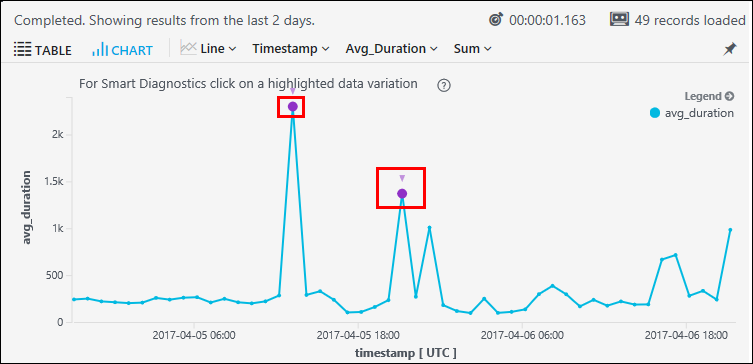 Completed. Showing results from the last 2 days. 00:00:01.163 49 records loaded
TABLE CHART Line Timestamp Avg_Duration Sum
For Smart Diagnostics click on a highlighted data variation ?
Legend
avg_duration
2k
1.5k
1k
500
0
avg_duration
2017-04-05 06:00 2017-04-05 18:00 2017-04-06 06:00 2017-04-06 18:00
timestamp [ UTC ]